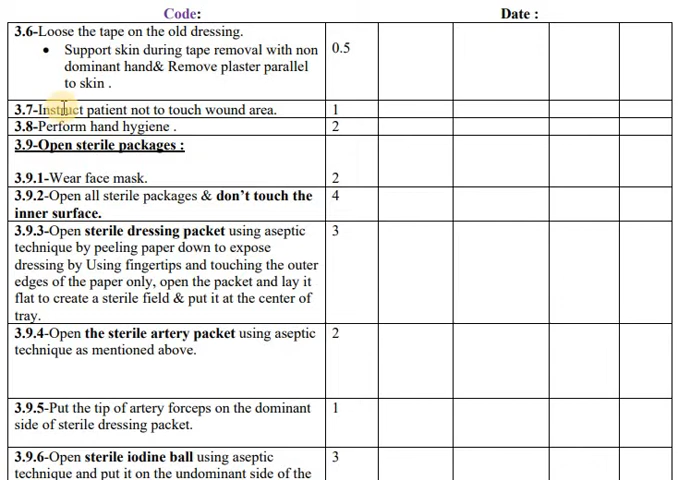 Code:
Date :
3.6-Loose the tape on the old dressing.
• Support skin during tape removal with non
dominant hand& Remove plaster parallel
to skin .
0.5
3.7-Instruct patient not to touch wound area.
1
3.8-Perform hand hygiene .
2
3.9-Open sterile packages :
3.9.1-Wear face mask.
2
3.9.2-Open all sterile packages & don’t touch the
inner surface.
4
3.9.3-Open sterile dressing packet using aseptic
technique by peeling paper down to expose
dressing by Using fingertips and touching the outer
edges of the paper only, open the packet and lay it
flat to create a sterile field & put it at the center of
tray.
3
3.9.4-Open the sterile artery packet using aseptic
technique as mentioned above.
2
3.9.5-Put the tip of artery forceps on the dominant
side of sterile dressing packet.
1
3.9.6-Open sterile iodine ball using aseptic
technique and put it on the undominant side of the
3